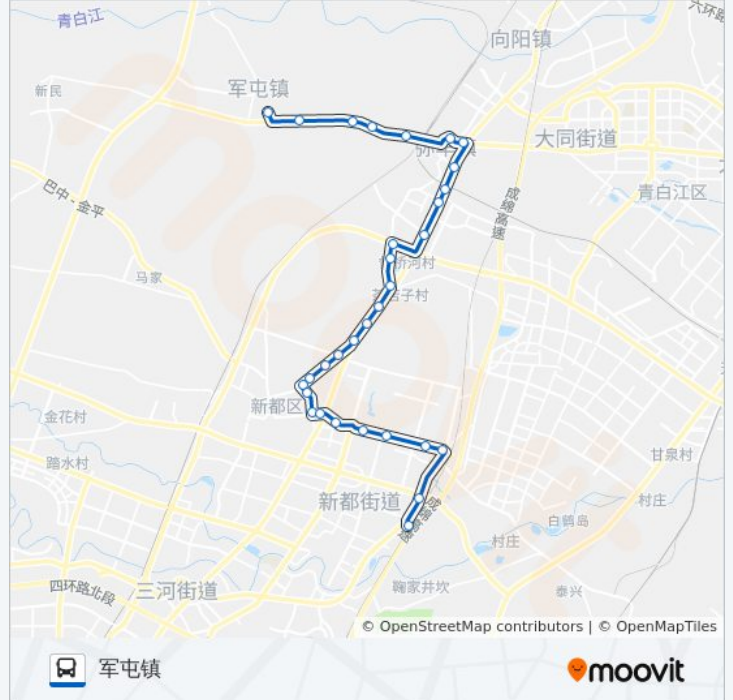 青白江
六环路
向阳镇
新民
军屯镇
大同街道
青白江区
巴中 - 金平
成绵高速
马家
新都区
金花村
踏水村
甘泉村
新都街道
村庄
白鹤岛
村庄
四环路北段
三河街道
鞠家井坎
泰兴
© OpenStreetMap contributors | © OpenMapTiles
军屯镇
moovit